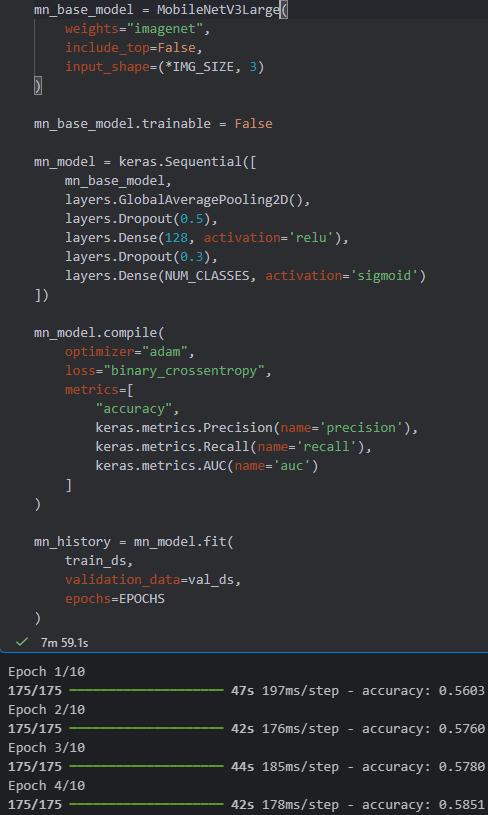 mn_base_model = MobileNetV3Large(
    weights="imagenet",
    include_top=False,
    input_shape=(*IMG_SIZE, 3)
)

mn_base_model.trainable = False

mn_model = keras.Sequential([
    mn_base_model,
    layers.GlobalAveragePooling2D(),
    layers.Dropout(0.5),
    layers.Dense(128, activation='relu'),
    layers.Dropout(0.3),
    layers.Dense(NUM_CLASSES, activation='sigmoid')
])

mn_model.compile(
    optimizer="adam",
    loss="binary_crossentropy",
    metrics=[
        "accuracy",
        keras.metrics.Precision(name='precision'),
        keras.metrics.Recall(name='recall'),
        keras.metrics.AUC(name='auc')
    ]
)

mn_history = mn_model.fit(
    train_ds,
    validation_data=val_ds,
    epochs=EPOCHS
)
7m 59.1s
Epoch 1/10
175/175 47s 197ms/step - accuracy: 0.5603
Epoch 2/10
175/175 42s 176ms/step - accuracy: 0.5760
Epoch 3/10
175/175 44s 185ms/step - accuracy: 0.5780
Epoch 4/10
175/175 42s 178ms/step - accuracy: 0.5851